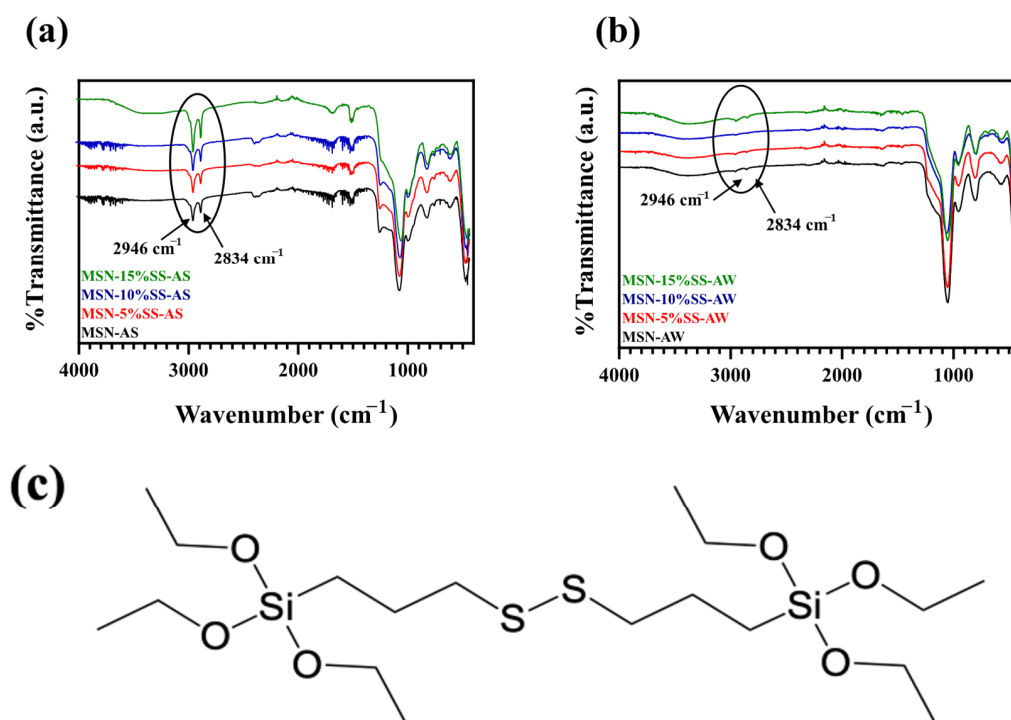 (a)
(b)
%Transmittance (a.u.)
2946 cm⁻¹
2834 cm⁻¹
MSN-15%SS-AS
MSN-10%SS-AS
MSN-5%SS-AS
MSN-AS
4000
3000
2000
1000
Wavenumber (cm⁻¹)
%Transmittance (a.u.)
2946 cm⁻¹
2834 cm⁻¹
MSN-15%SS-AW
MSN-10%SS-AW
MSN-5%SS-AW
MSN-AW
4000
3000
2000
1000
Wavenumber (cm⁻¹)
(c)
O
O
Si
O
S
S
O
Si
O
O